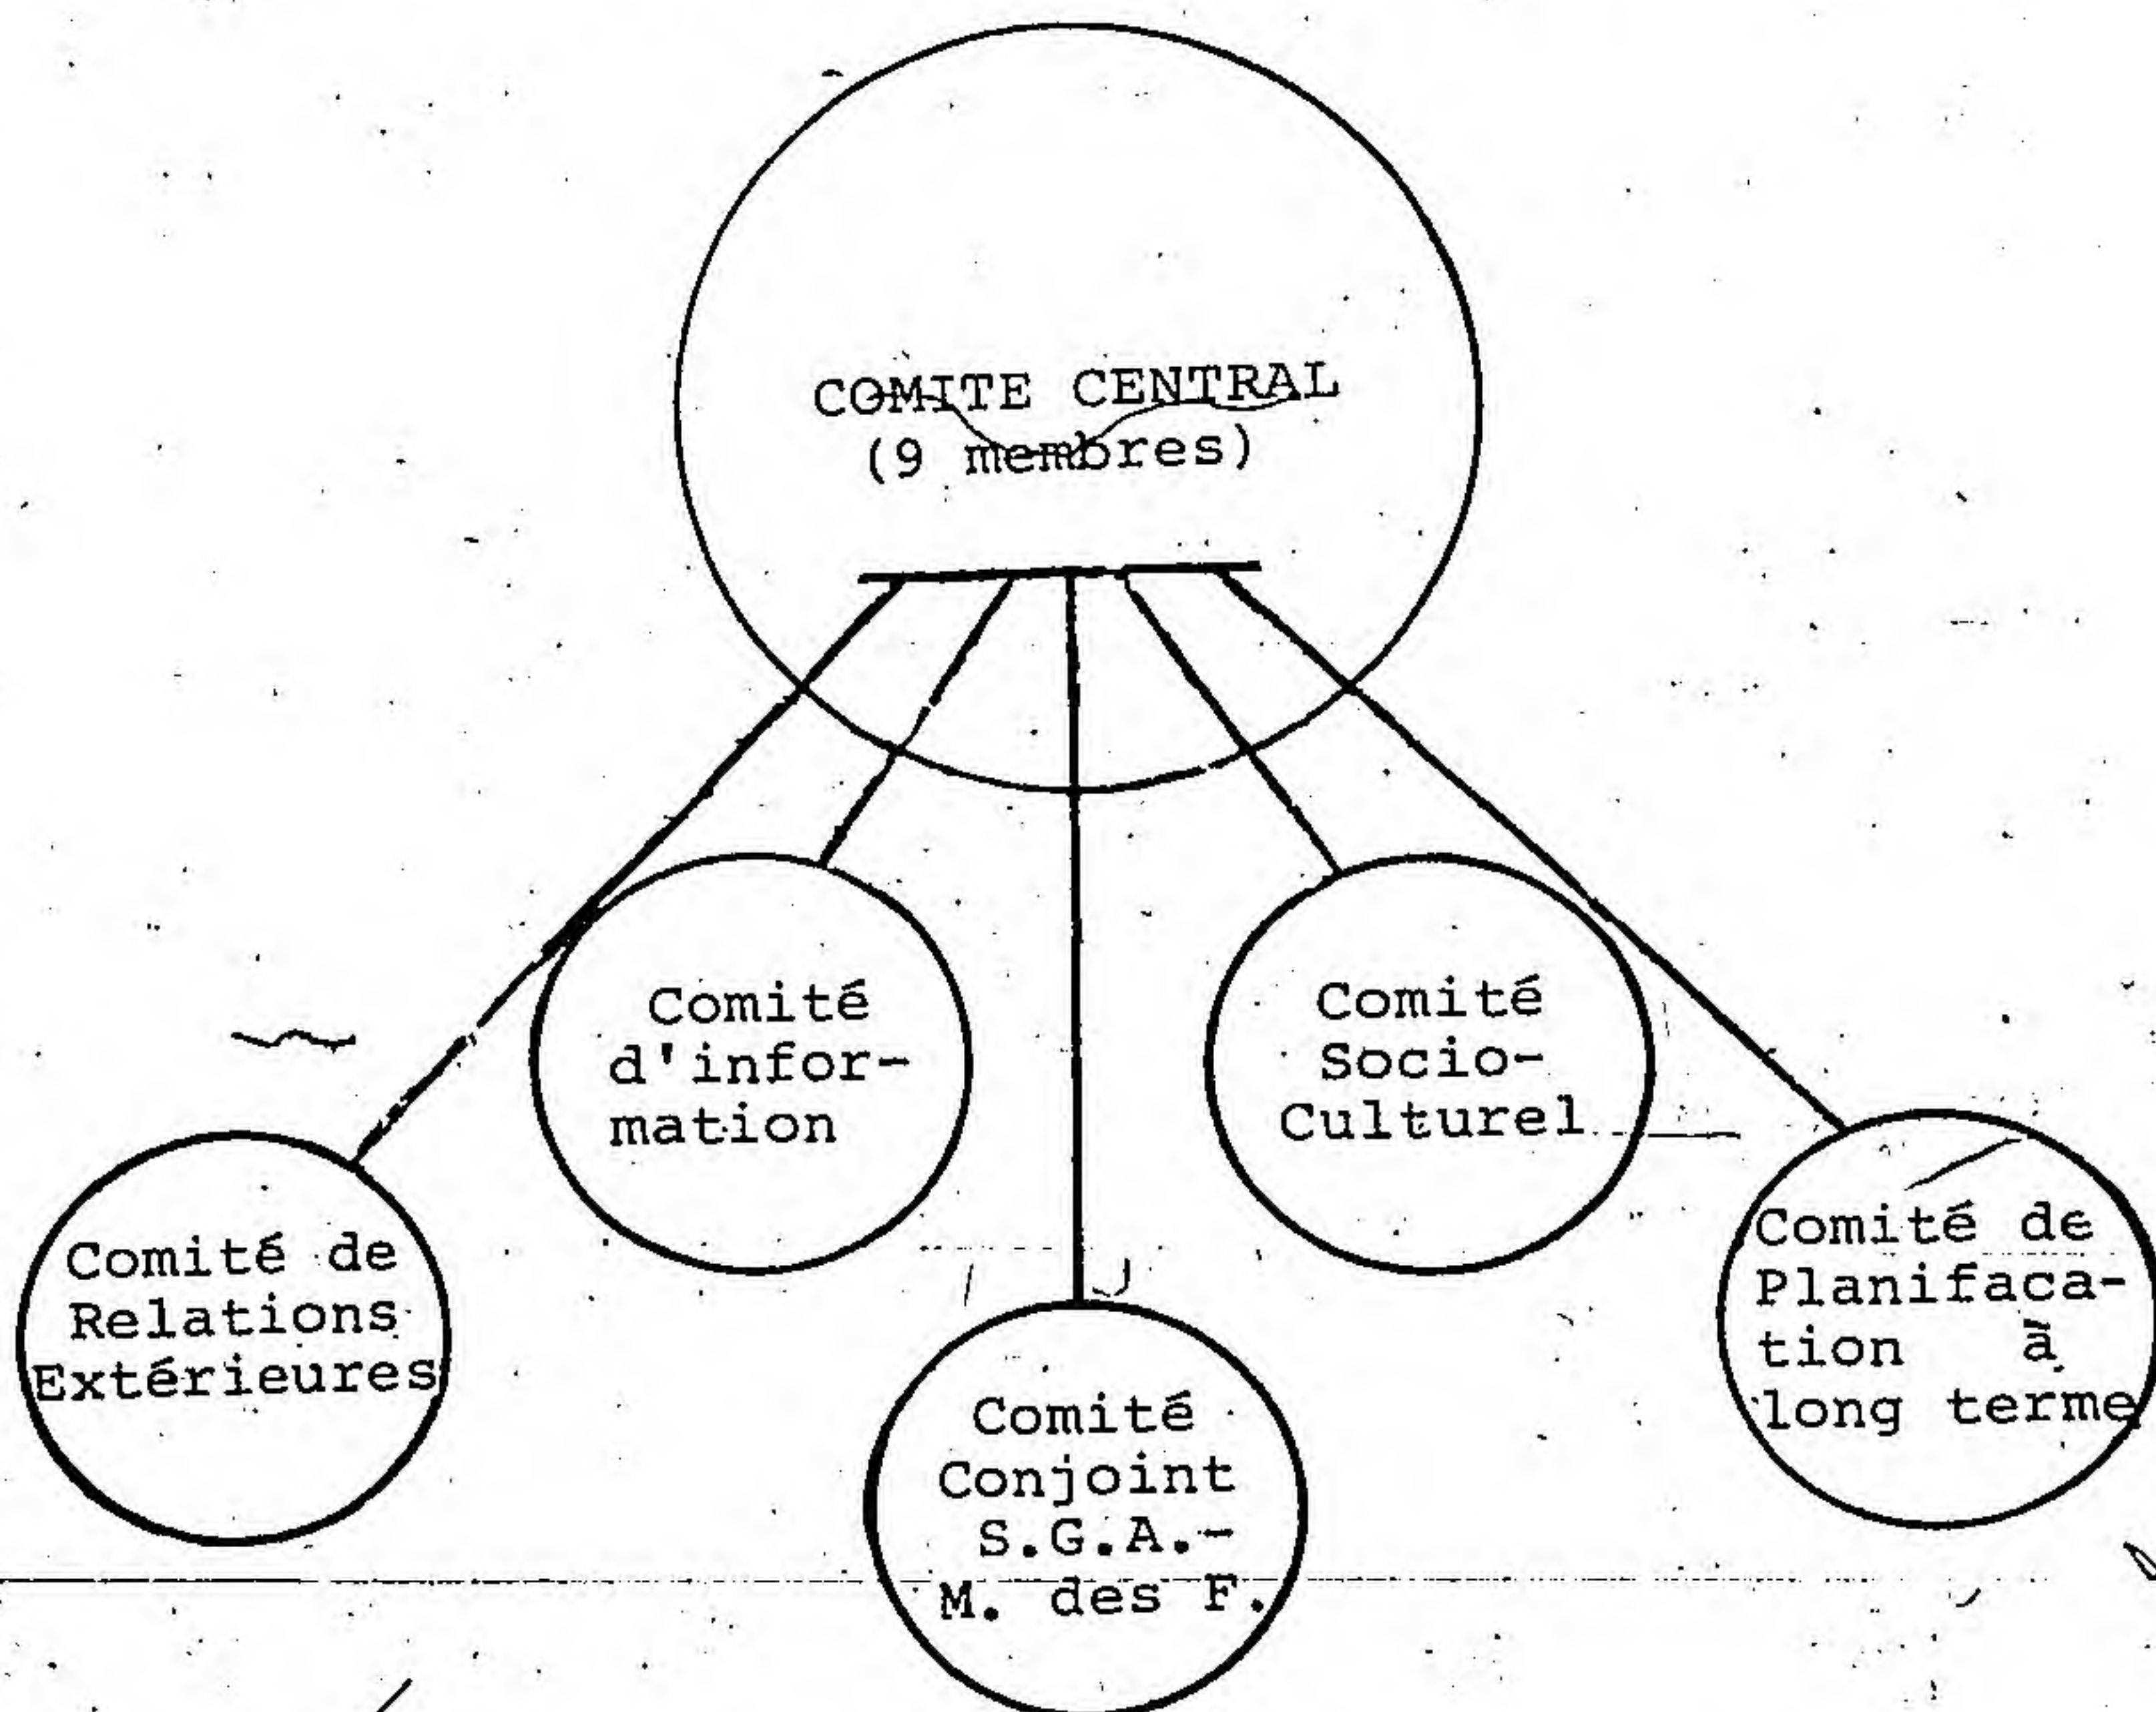 COMITE CENTRAL
(9 membres)
Comité
d'infor-
mation
Comité
Socio-
Culturel
Comité de
Relations
Extérieures
Comité de
Planifaca-
tion à
long terme
Comité
Conjoint
S.G.A.-
M. des F.